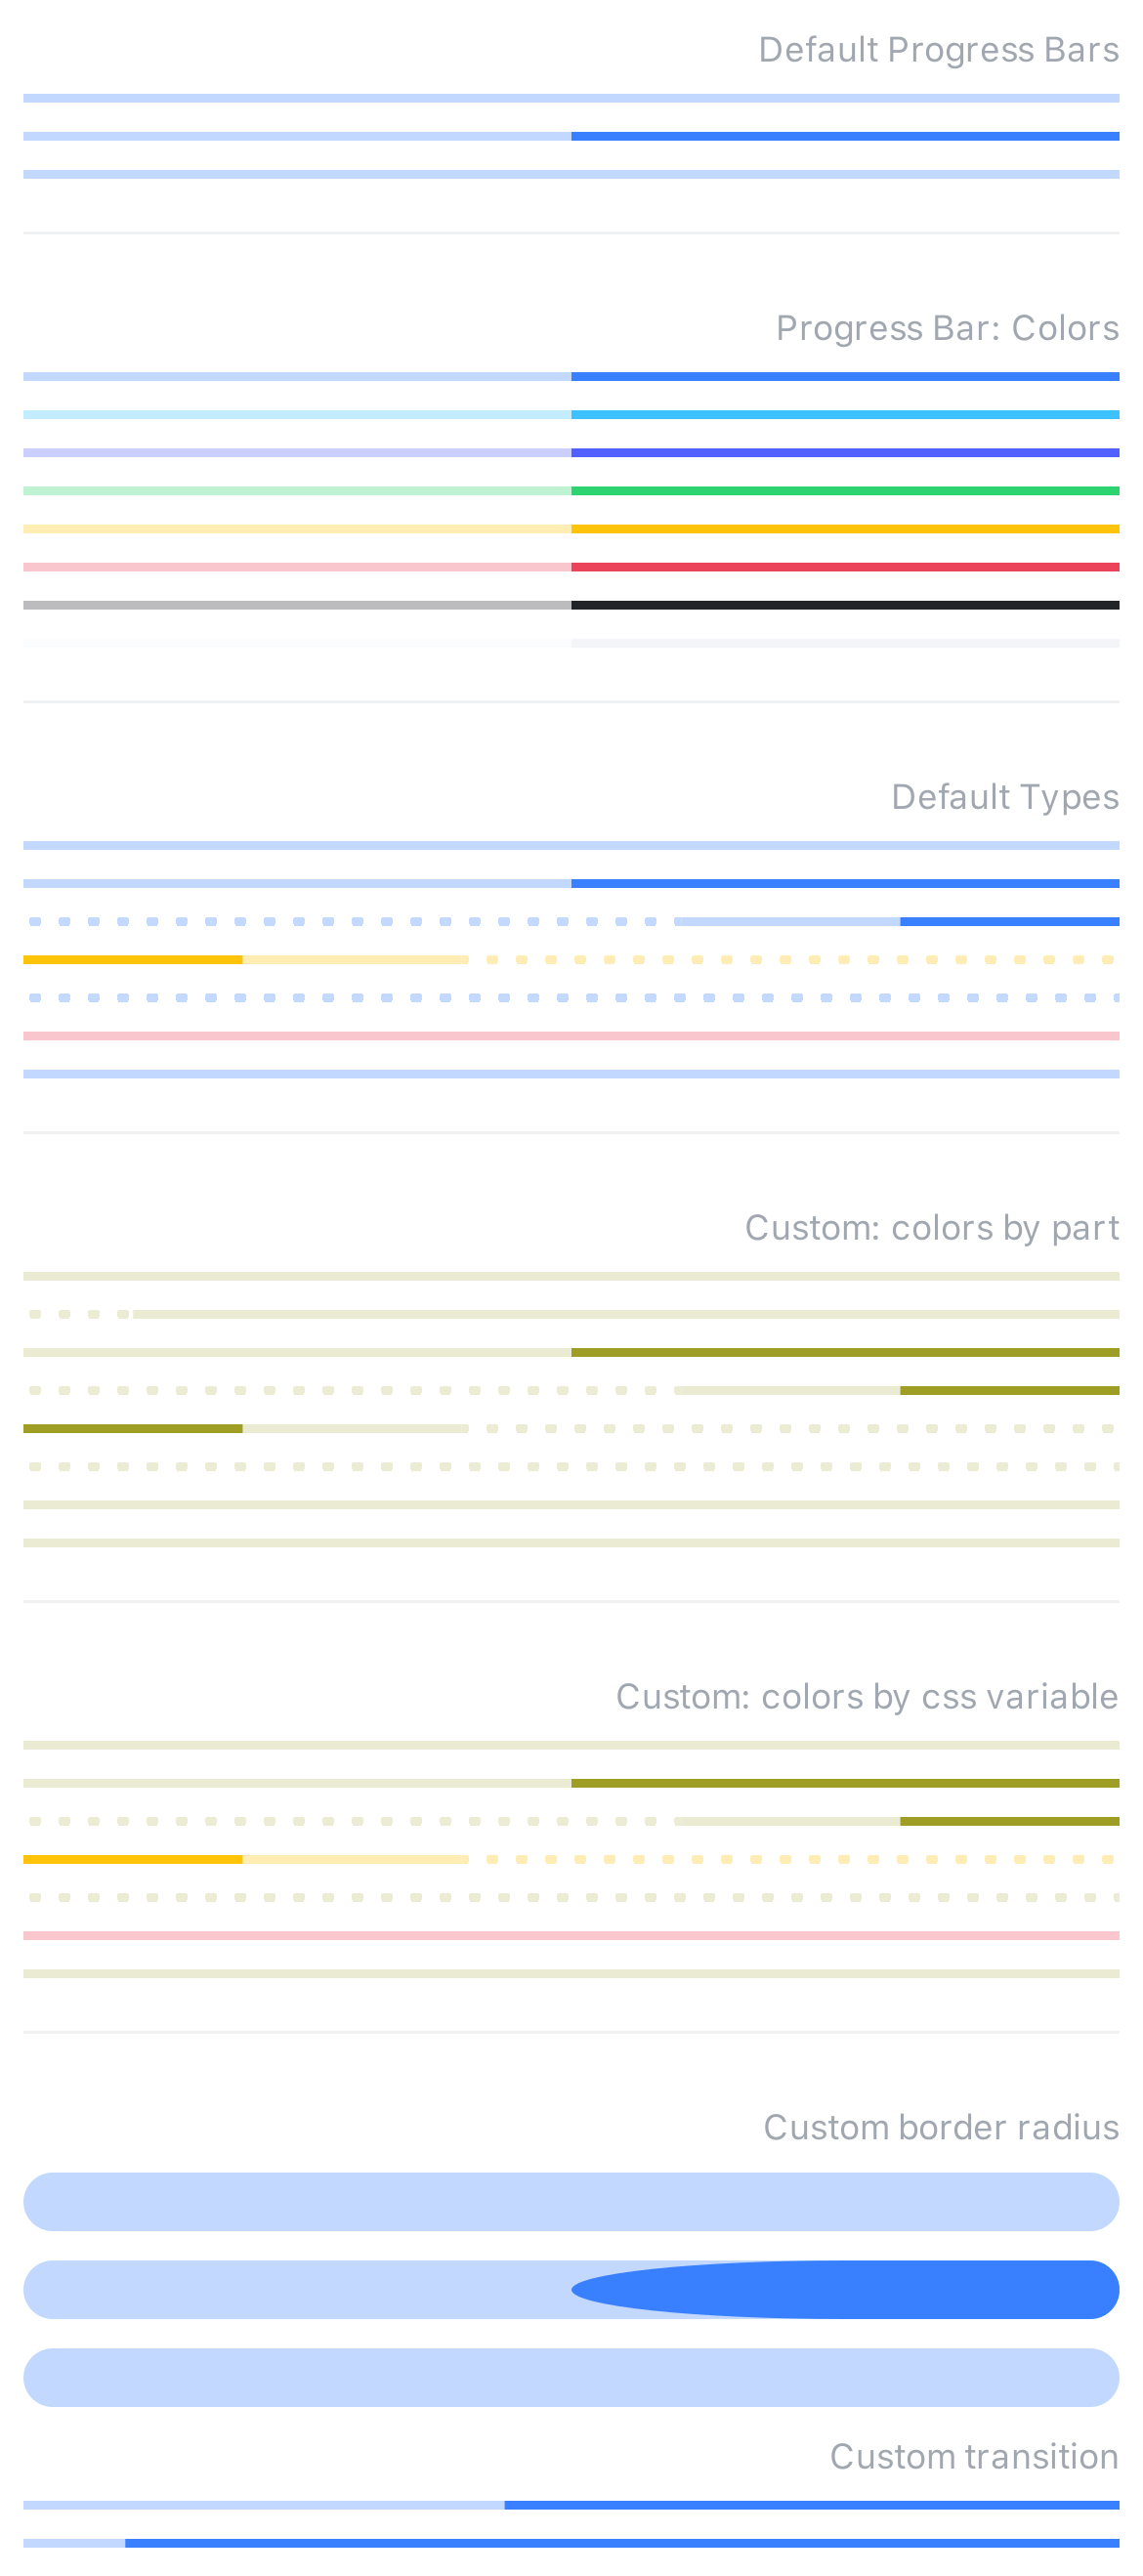 Default Progress Bars
Progress Bar: Colors
Default Types
Custom: colors by part
Custom: colors by css variable
Custom border radius
Custom transition